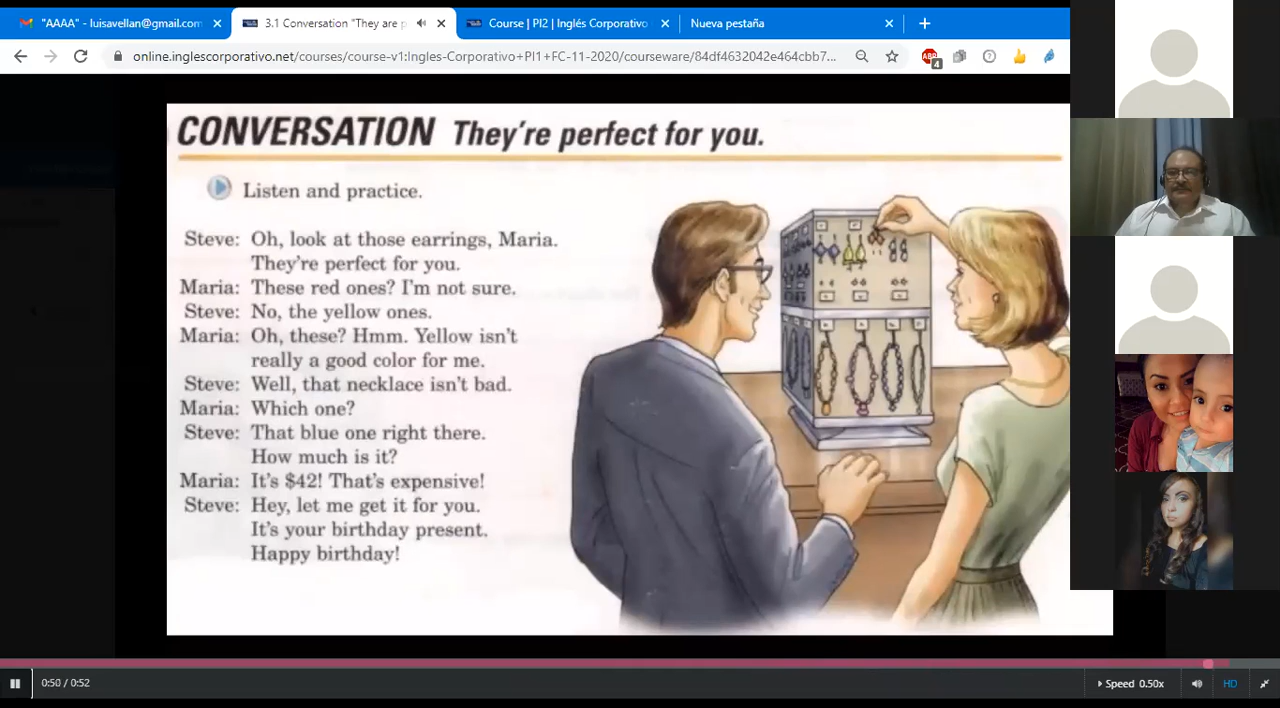 "AAAA" - luisavellan@gmail.com
3.1 Conversation "They are p
Course | PI2 | Inglés Corporativo
Nueva pestaña
online.inglescorporativo.net/courses/course-v1:Ingles-Corporativo+PI1+FC-11-2020/courseware/84df4632042e464cbb7...
ABP
4
CONVERSATION They're perfect for you.
Listen and practice.
Steve: Oh, look at those earrings, Maria.
They're perfect for you.
Maria: These red ones? I'm not sure.
Steve: No, the yellow ones.
Maria: Oh, these? Hmm. Yellow isn't
really a good color for me.
Steve: Well, that necklace isn't bad.
Maria: Which one?
Steve: That blue one right there.
How much is it?
Maria: It's $42! That's expensive!
Steve: Hey, let me get it for you.
It's your birthday present.
Happy birthday!
0:50 / 0:52
Speed 0.50x
HD